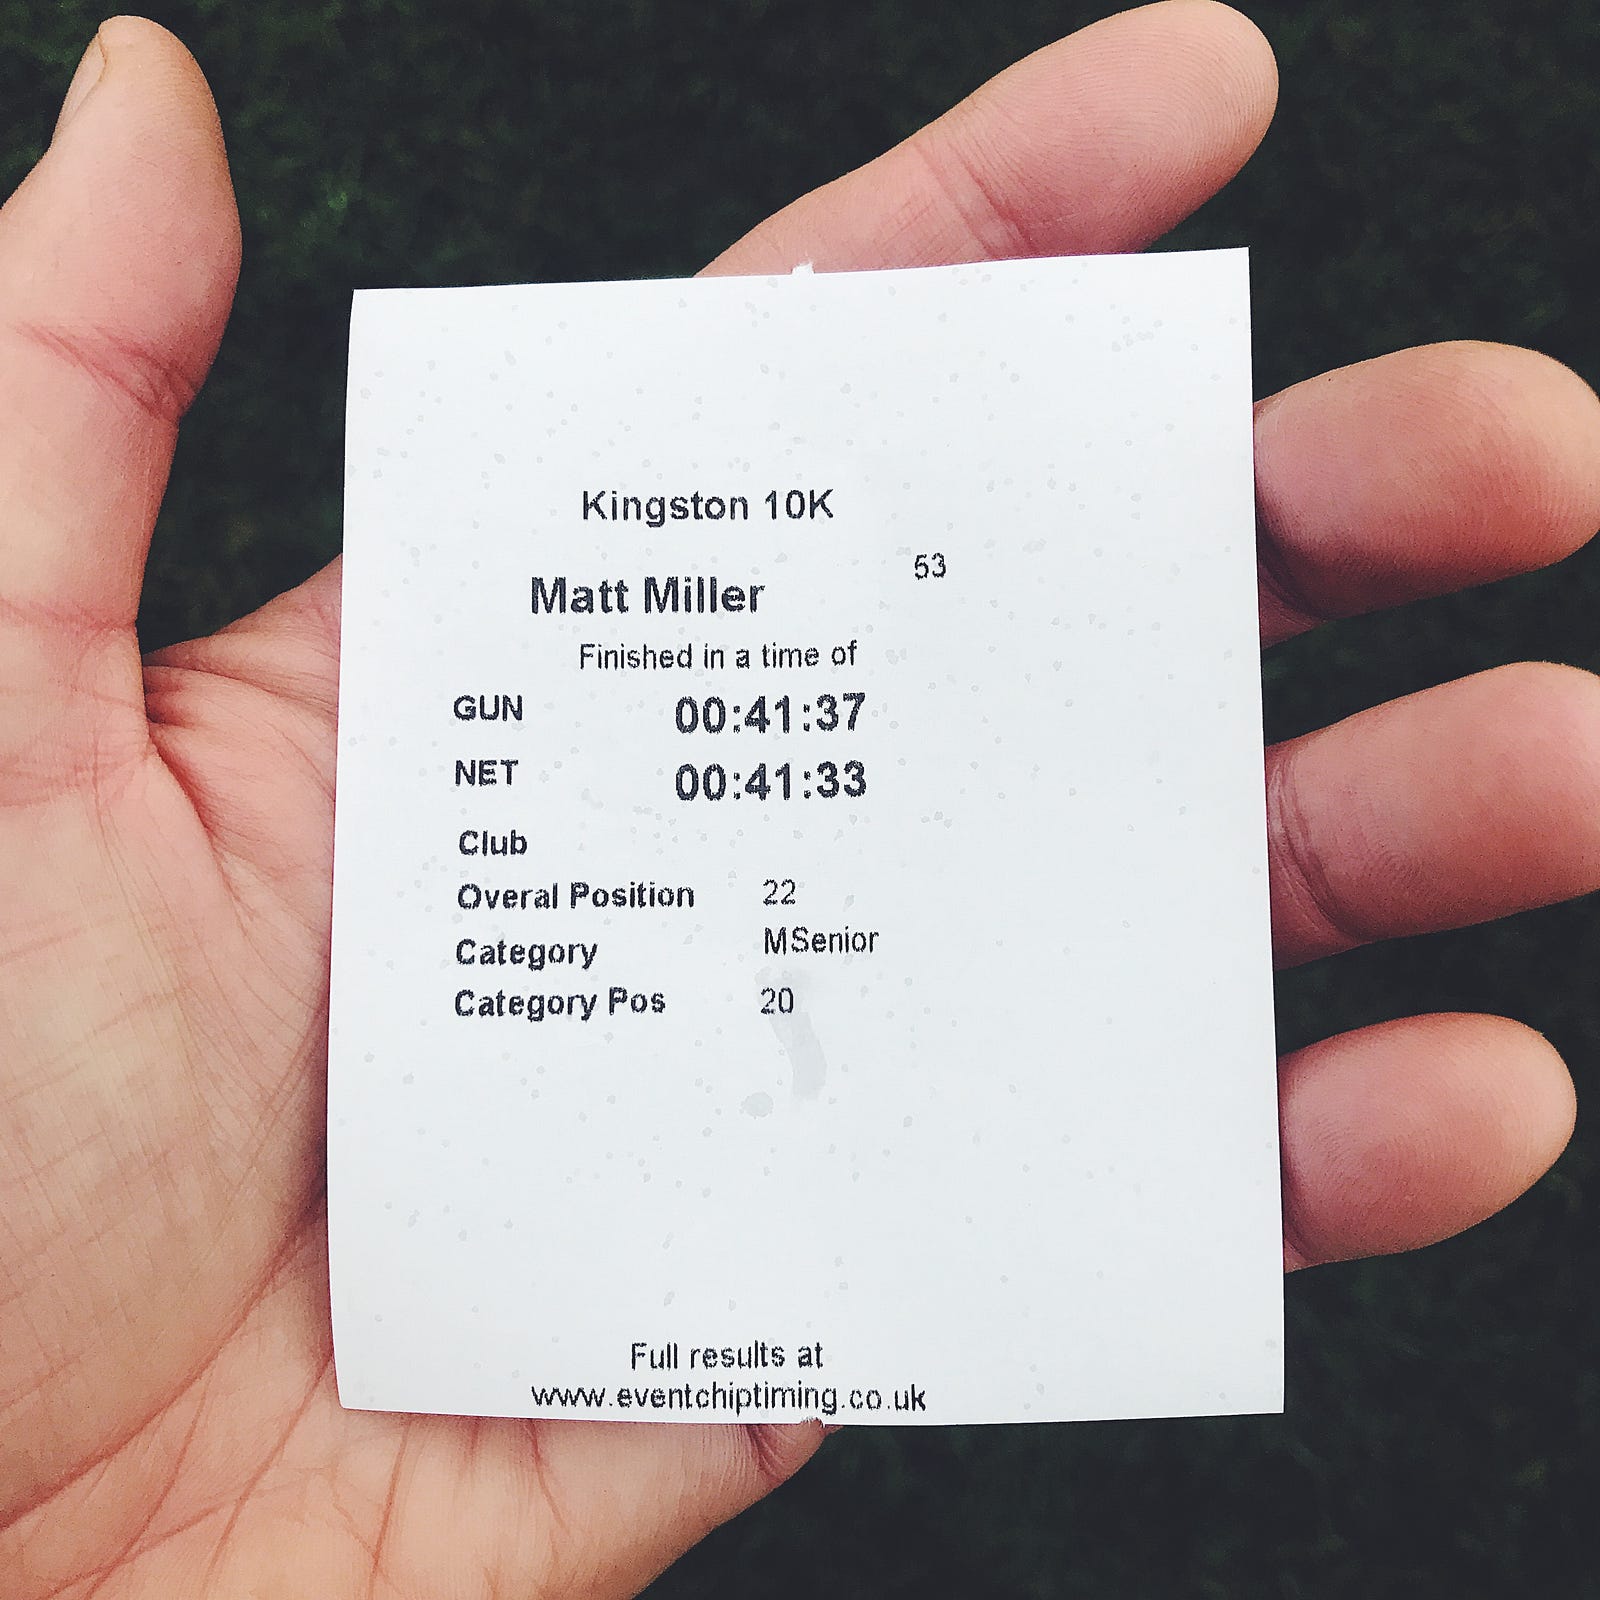 Kingston 10K
53
Matt Miller
Finished in a time of
GUN 00:41:37
NET 00:41:33
Club
Overal Position 22
Category MSenior
Category Pos 20
Full results at
www.eventchiptiming.co.uk